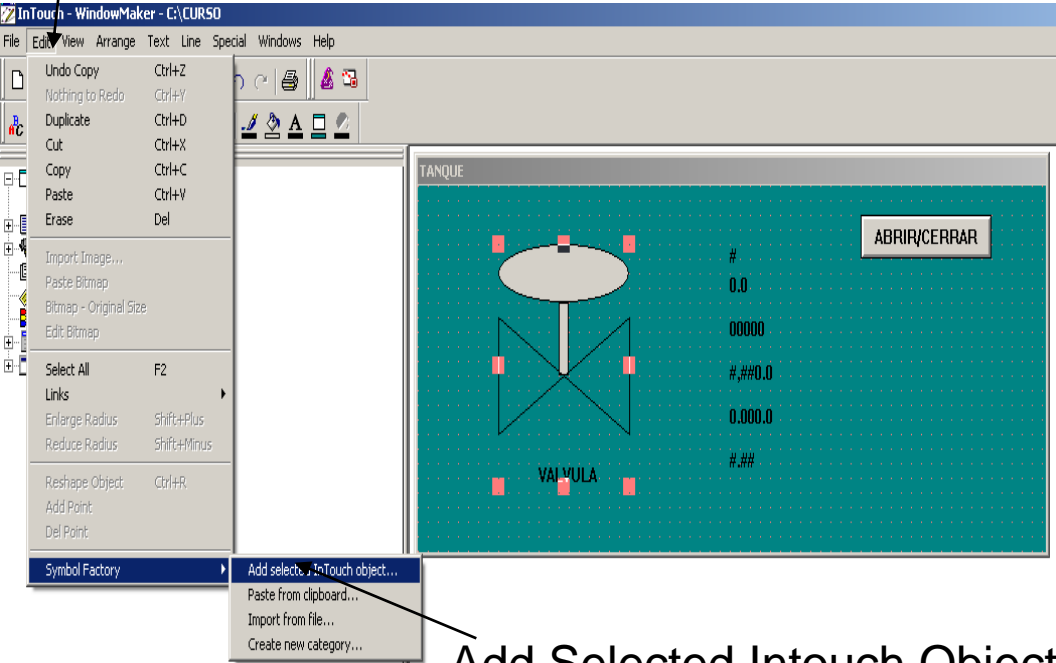 InTouch - WindowMaker - C:\CURSO
File Edit View Arrange Text Line Special Windows Help
Undo Copy Ctrl+Z
Nothing to Redo Ctrl+Y
Duplicate Ctrl+D
Cut Ctrl+X
Copy Ctrl+C
Paste Ctrl+V
Erase Del
Import Image...
Paste Bitmap
Bitmap - Original Size
Edit Bitmap
Select All F2
Links
Enlarge Radius Shift+Plus
Reduce Radius Shift+Minus
Reshape Object Ctrl+R
Add Point
Del Point
Symbol Factory
Add selected InTouch object...
Paste from clipboard...
Import from file...
Create new category...
TANQUE
ABRIR/CERRAR
#
0.0
00000
#,##0.0
0.000.0
#.##
VALVULA
Add Selected Intouch Object